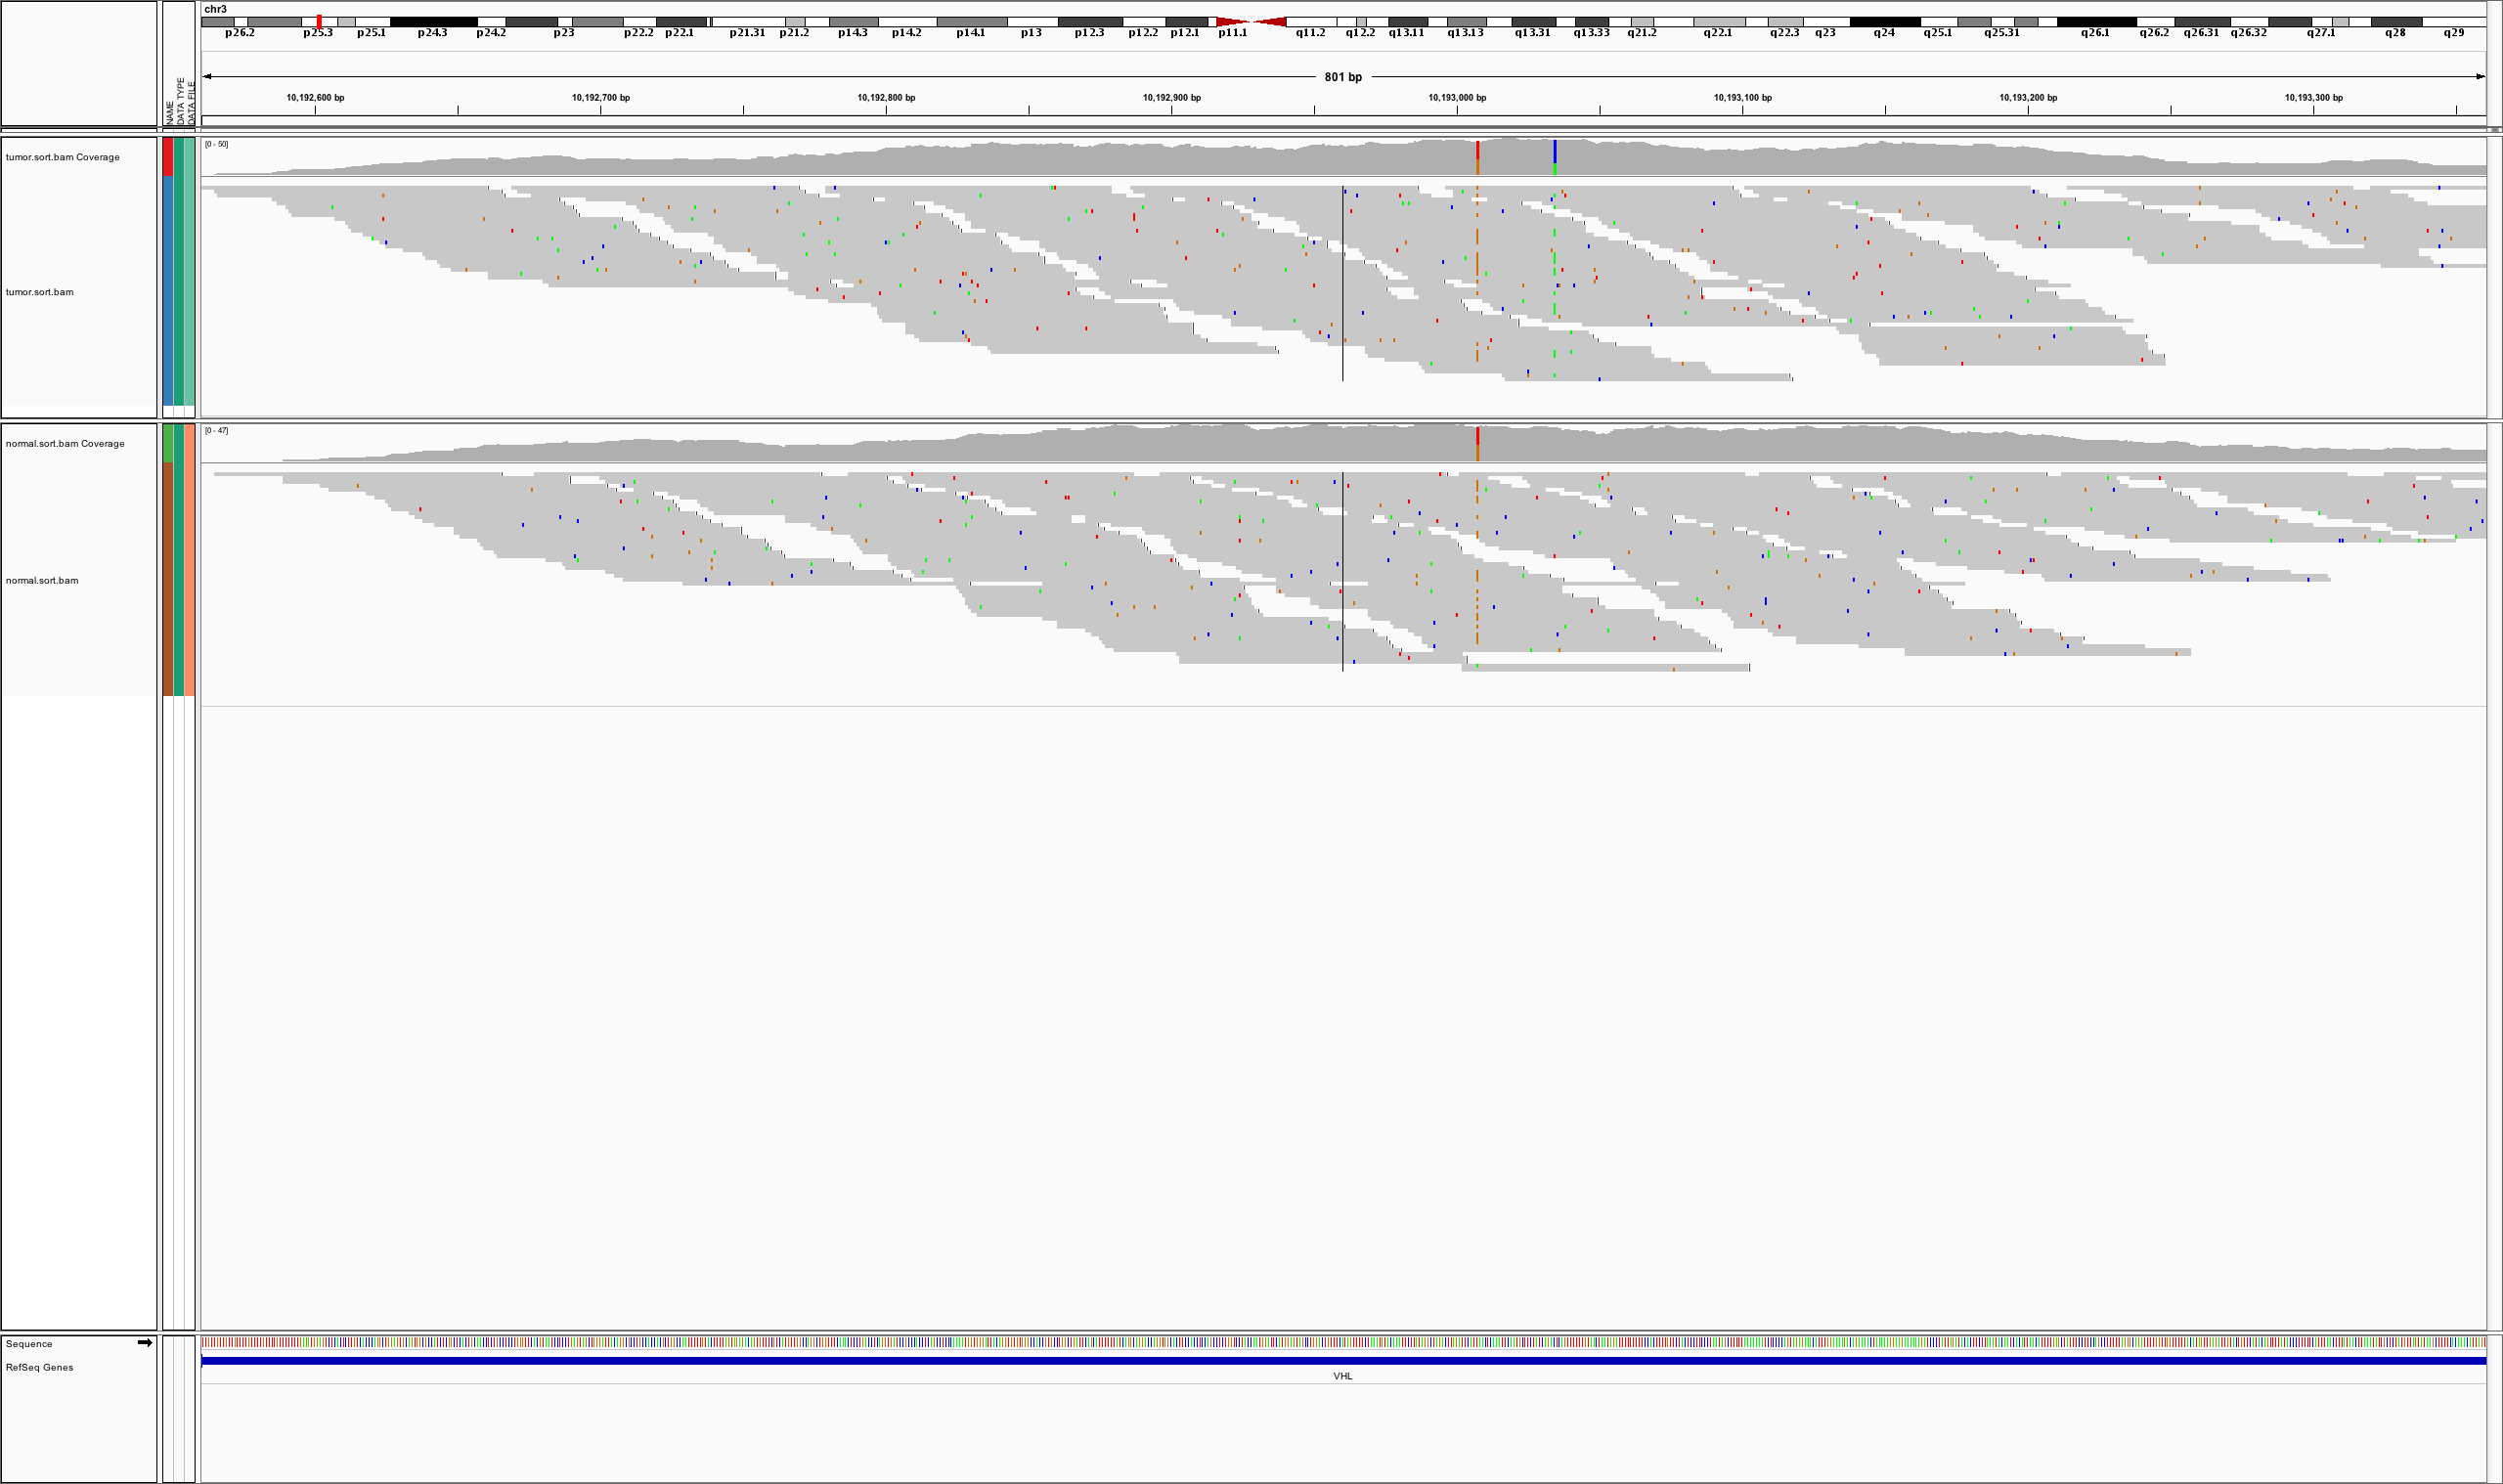 chr3
p26.2 p25.3 p25.1 p24.3 p24.2 p23 p22.2 p22.1 p21.31 p21.2 p14.3 p14.2 p14.1 p13 p12.3 p12.2 p12.1 p11.1 q11.2 q12.2 q13.11 q13.13 q13.31 q13.33 q21.2 q22.1 q22.3 q23 q24 q25.1 q25.31 q26.1 q26.2 q26.31 q26.32 q27.1 q28 q29
801 bp
NAME
DATA TYPE
DATA FILE
10,192,600 bp 10,192,700 bp 10,192,800 bp 10,192,900 bp 10,193,000 bp 10,193,100 bp 10,193,200 bp 10,193,300 bp
[0 - 50]
tumor.sort.bam Coverage
tumor.sort.bam
[0 - 47]
normal.sort.bam Coverage
normal.sort.bam
Sequence
RefSeq Genes
VHL